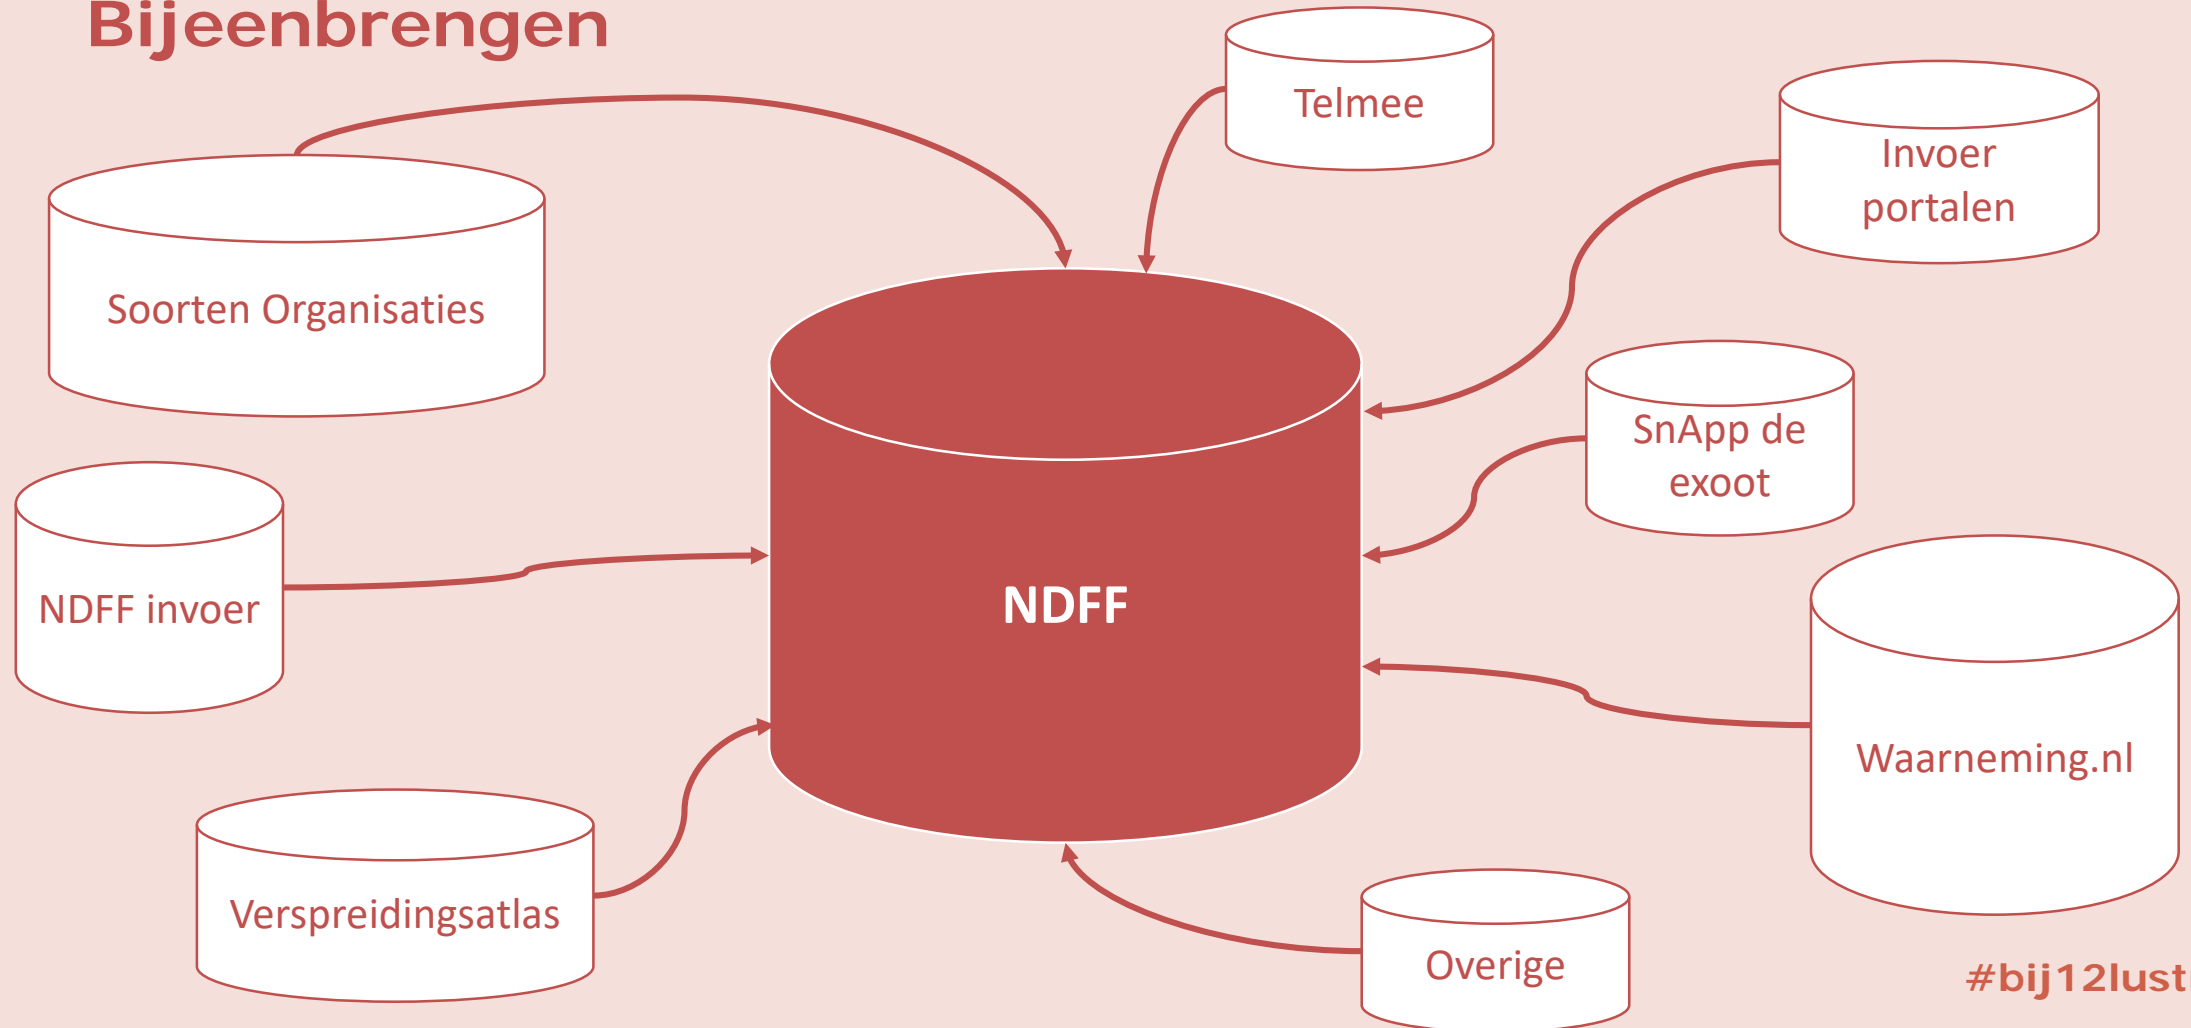 Bijeenbrengen
Telmee
Invoer
portalen
Soorten Organisaties
SnApp de
exoot
NDFF invoer
NDFF
Waarneming.nl
Verspreidingsatlas
Overige
#bij12lust